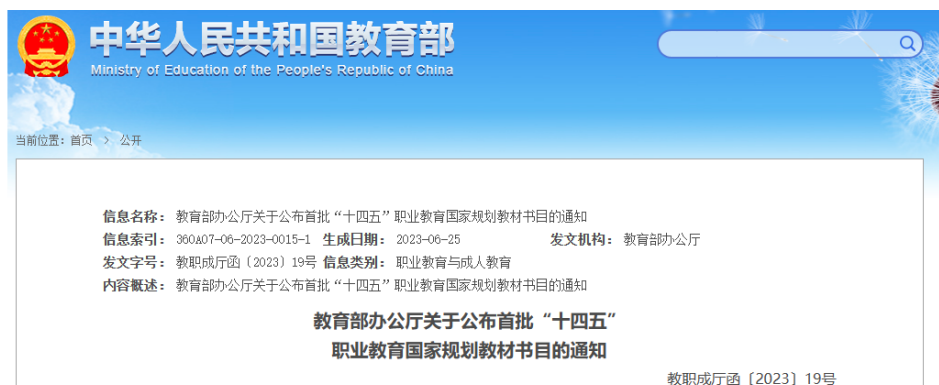 中华人民共和国教育部
Ministry of Education of the People's Republic of China
当前位置：首页 > 公开
信息名称：教育部办公厅关于公布首批“十四五”职业教育国家规划教材书目的通知
信息索引：360A07-06-2023-0015-1 生成日期：2023-06-25 发文机构：教育部办公厅
发文字号：教职成厅函〔2023〕19号 信息类别：职业教育与成人教育
内容概述：教育部办公厅关于公布首批“十四五”职业教育国家规划教材书目的通知
教育部办公厅关于公布首批“十四五”
职业教育国家规划教材书目的通知
教职成厅函〔2023〕19号